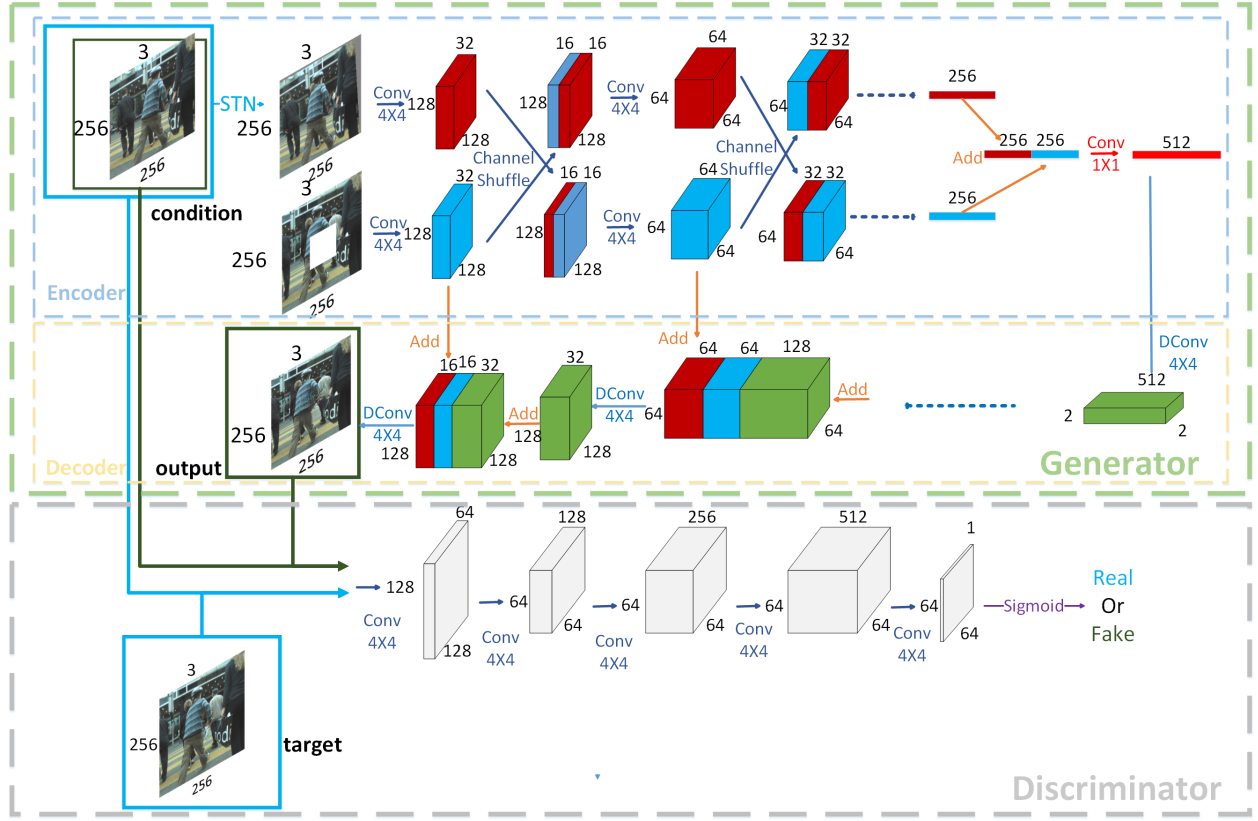 3
256
256
condition
STN
3
256
256
3
256
256
Conv
4X4
128
32
128
Conv
4X4
128
32
128
Channel
Shuffle
16 16
128
128
16 16
128
128
Conv
4X4
64
64
64
Conv
4X4
64
64
64
Channel
Shuffle
32 32
64
64
32 32
64
64
256
256
256 256
Add
Conv
1X1
512
Encoder
DConv
4X4
512
2
2
Add
64 64 128
64
64
Add
DConv
4X4
32
128
128
Add
16 16 32
128
128
Add
DConv
4X4
3
256
256
output
Decoder
Generator
64
128
128
Conv
4X4
128
64
64
Conv
4X4
256
64
64
Conv
4X4
512
64
64
Conv
4X4
1
64
64
Conv
4X4
Sigmoid
Real
Or
Fake
3
256
256
target
Discriminator